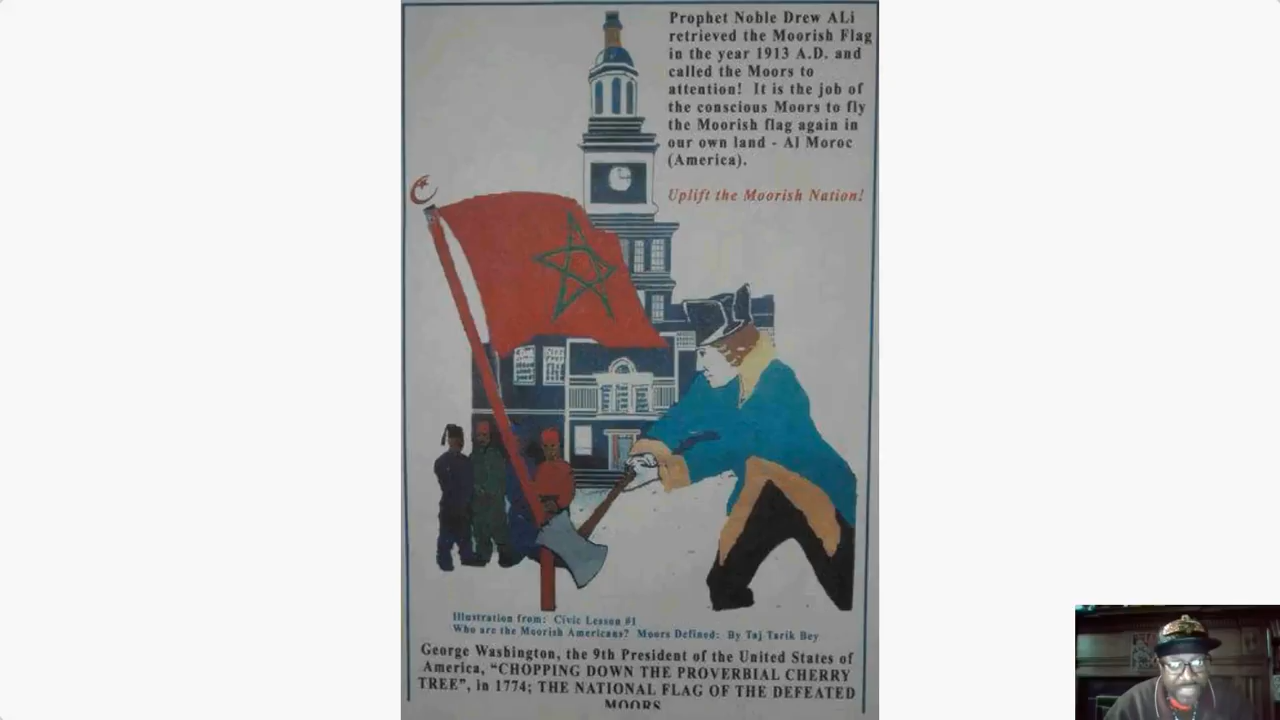 Prophet Noble Drew ALi
retrieved the Moorish Flag
in the year 1913 A.D. and
called the Moors to
attention! It is the job of
the conscious Moors to fly
the Moorish flag again in
our own land - Al Moroc
(America).
Uplift the Moorish Nation!
Illustration from: Civic Lesson #1
Who are the Moorish Americans? Moors Defined: By Taj Tarik Bey
George Washington, the 9th President of the United States of
America, "CHOPPING DOWN THE PROVERBIAL CHERRY
TREE", in 1774; THE NATIONAL FLAG OF THE DEFEATED
MOORS